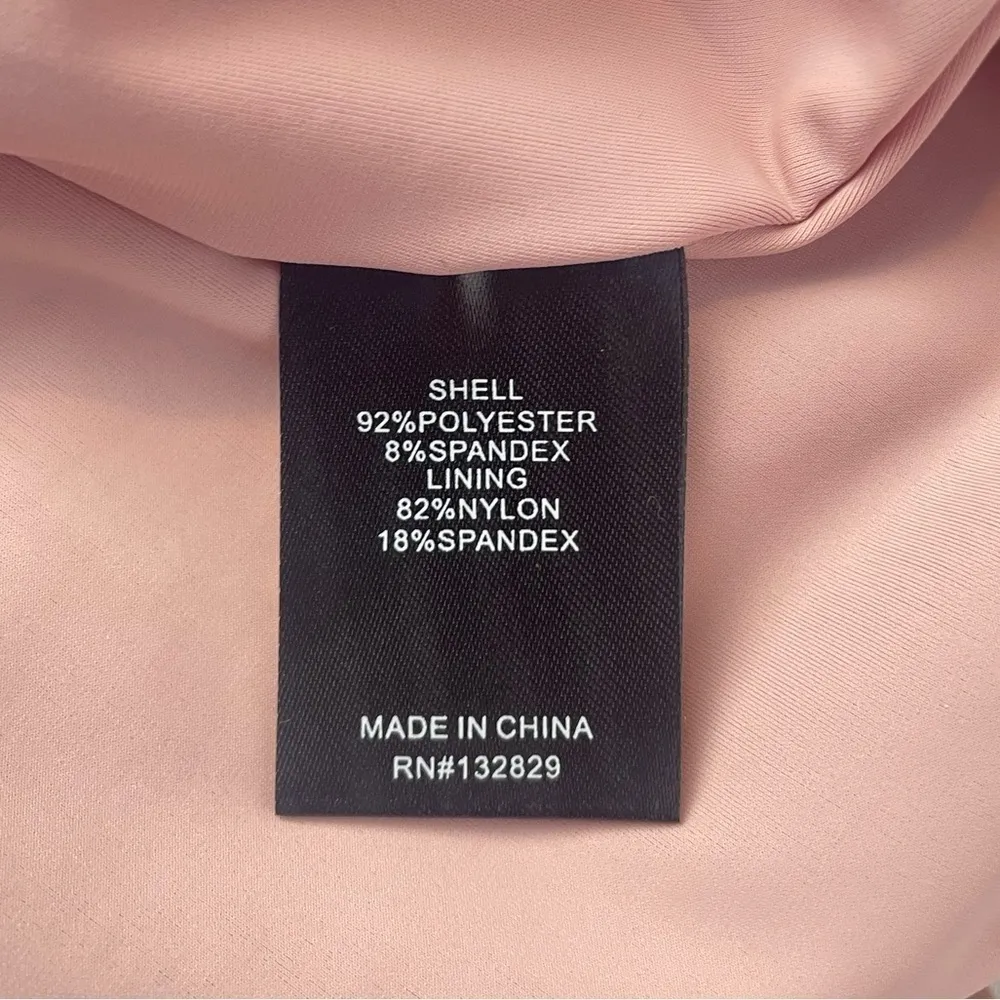 SHELL
92%POLYESTER
8%SPANDEX
LINING
82%NYLON
18%SPANDEX
MADE IN CHINA
RN#132829